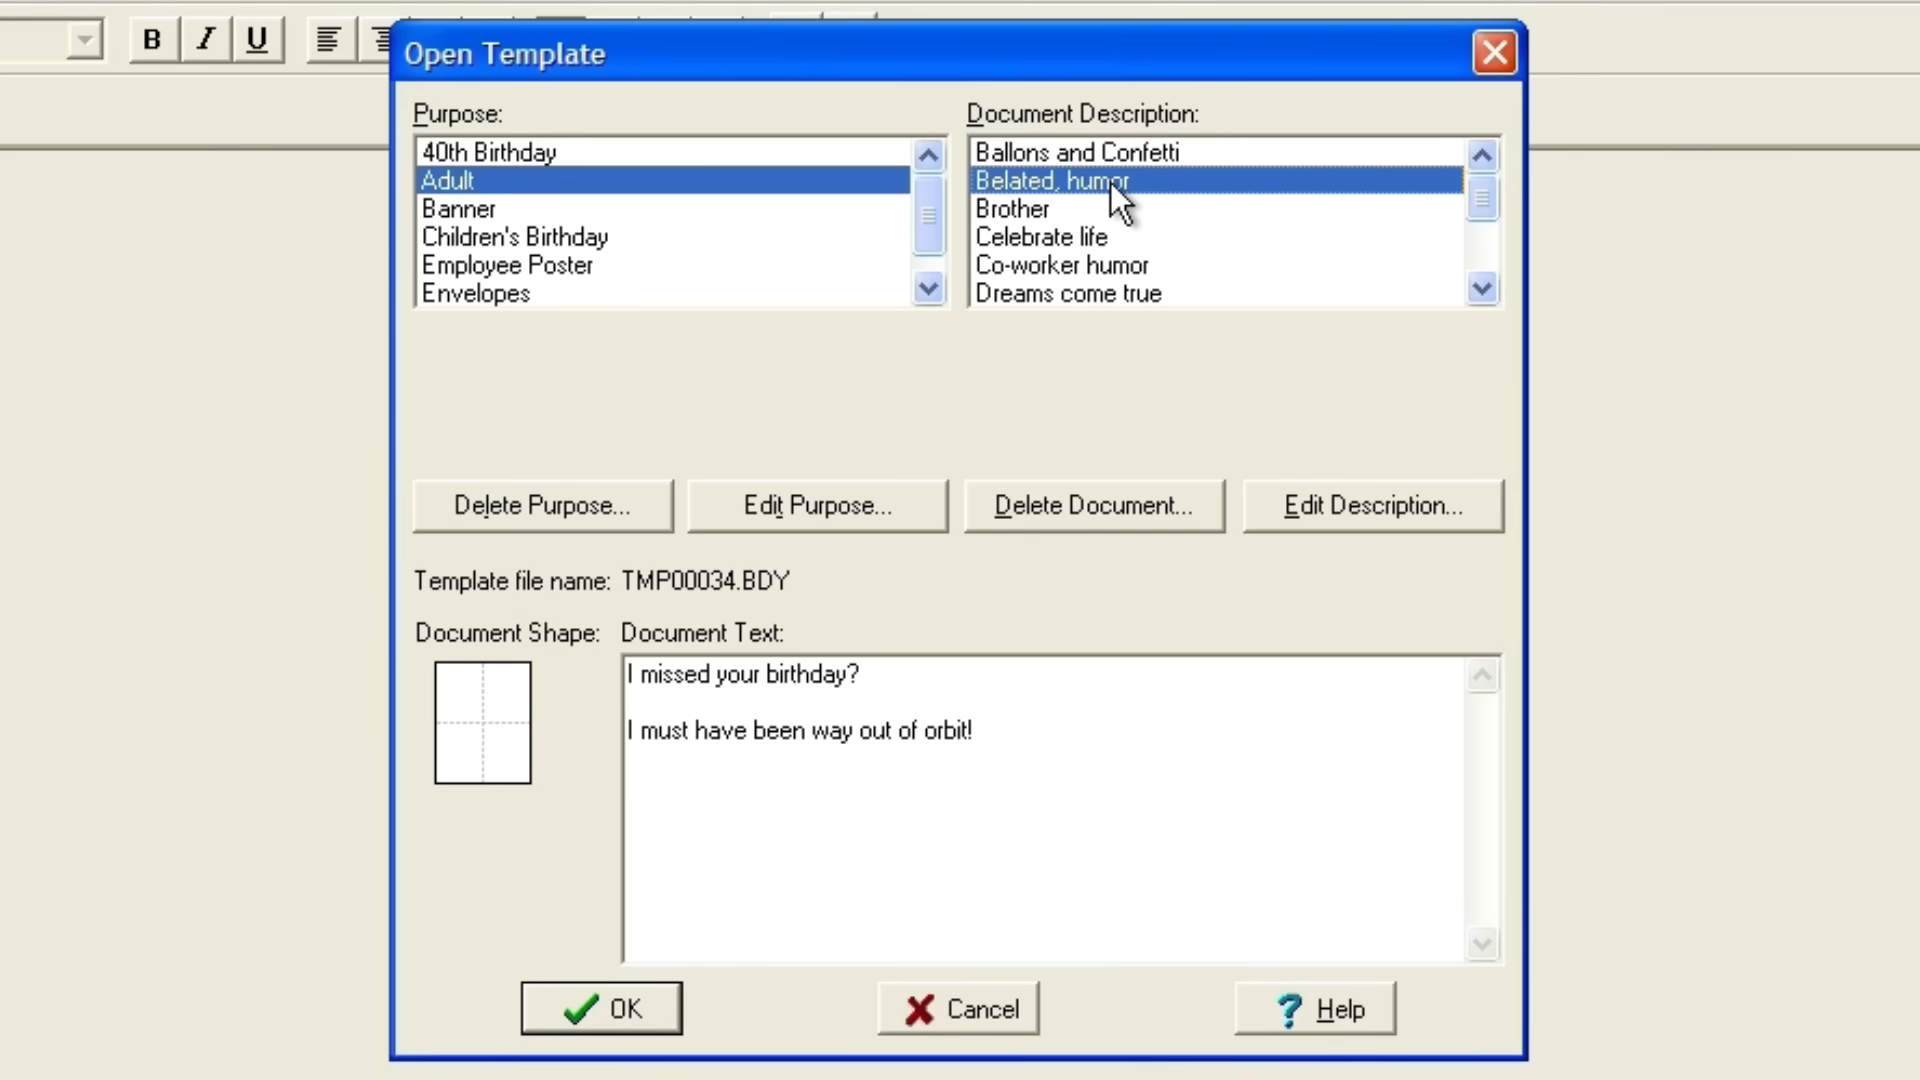 B I U
Open Template
Purpose:
Document Description:
40th Birthday
Adult
Banner
Children's Birthday
Employee Poster
Envelopes
Ballons and Confetti
Belated, humor
Brother
Celebrate life
Co-worker humor
Dreams come true
Delete Purpose...
Edit Purpose...
Delete Document...
Edit Description...
Template file name: TMP00034.BDY
Document Shape:
Document Text:
I missed your birthday?
I must have been way out of orbit!
OK
Cancel
Help